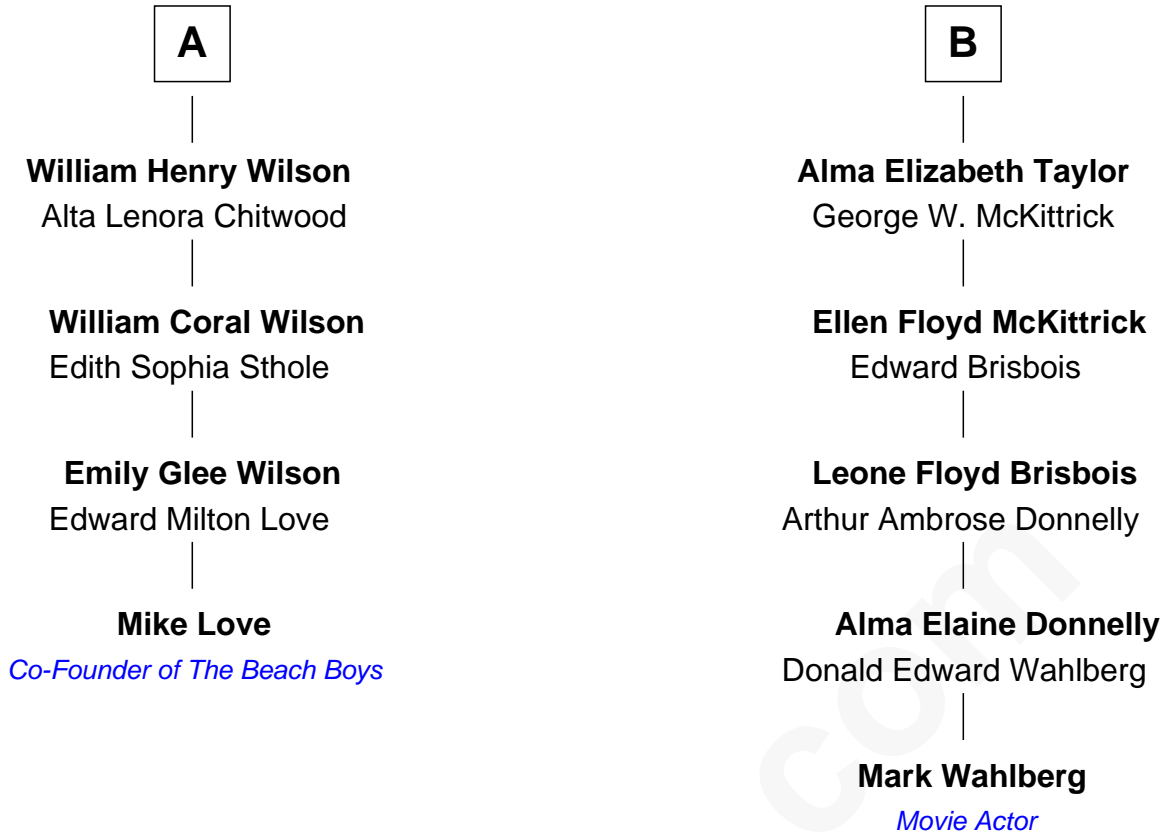 A
William Henry Wilson
Alta Lenora Chitwood
William Coral Wilson
Edith Sophia Sthole
Emily Glee Wilson
Edward Milton Love
Mike Love
Co-Founder of The Beach Boys
B
Alma Elizabeth Taylor
George W. McKittrick
Ellen Floyd McKittrick
Edward Brisbois
Leone Floyd Brisbois
Arthur Ambrose Donnelly
Alma Elaine Donnelly
Donald Edward Wahlberg
Mark Wahlberg
Movie Actor
com